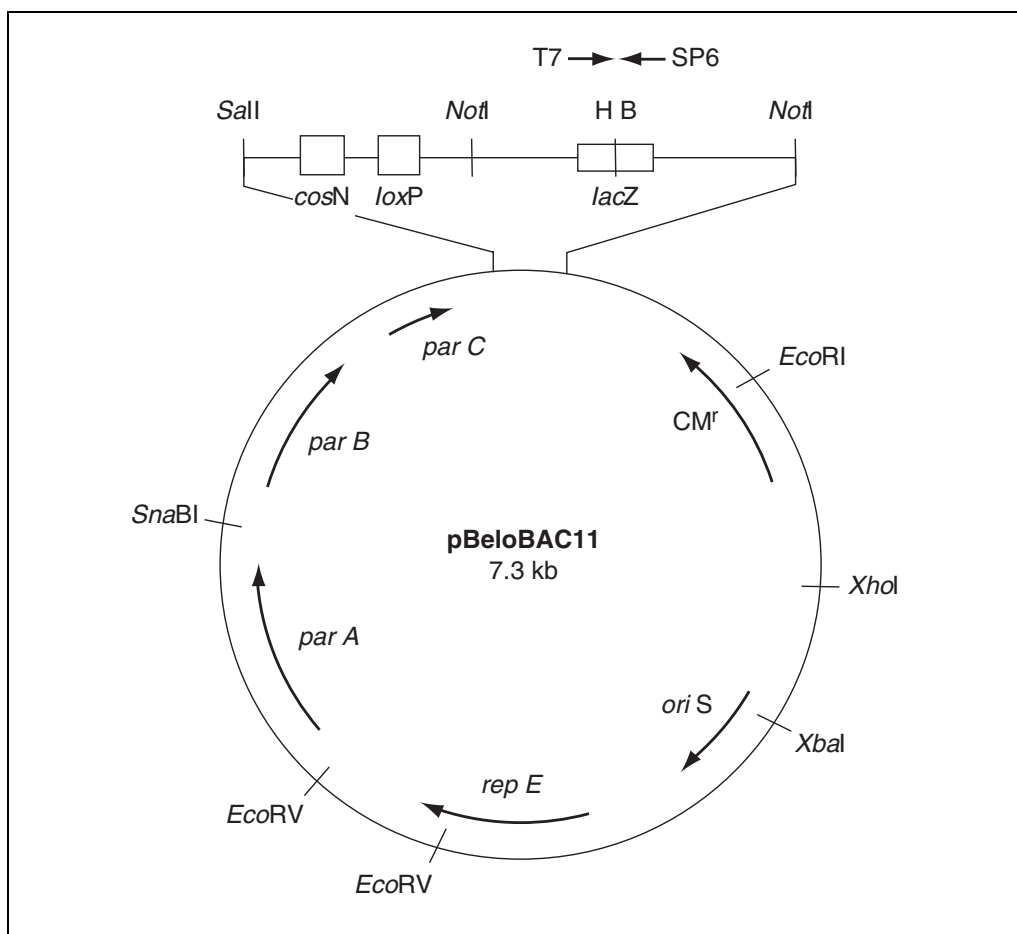 T7 SP6
SalI NotI H B NotI
cosN loxP lacZ
par C
EcoRI
CMʳ
par B
SnaBI
pBeloBAC11
7.3 kb
XhoI
par A
ori S
XbaI
rep E
EcoRV
EcoRV